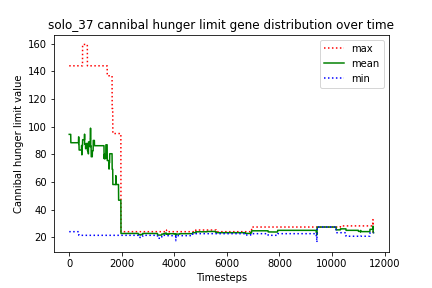 solo_37 cannibal hunger limit gene distribution over time
160
140
120
100
80
60
40
20
Cannibal hunger limit value
max
mean
min
0
2000
4000
6000
8000
10000
12000
Timesteps